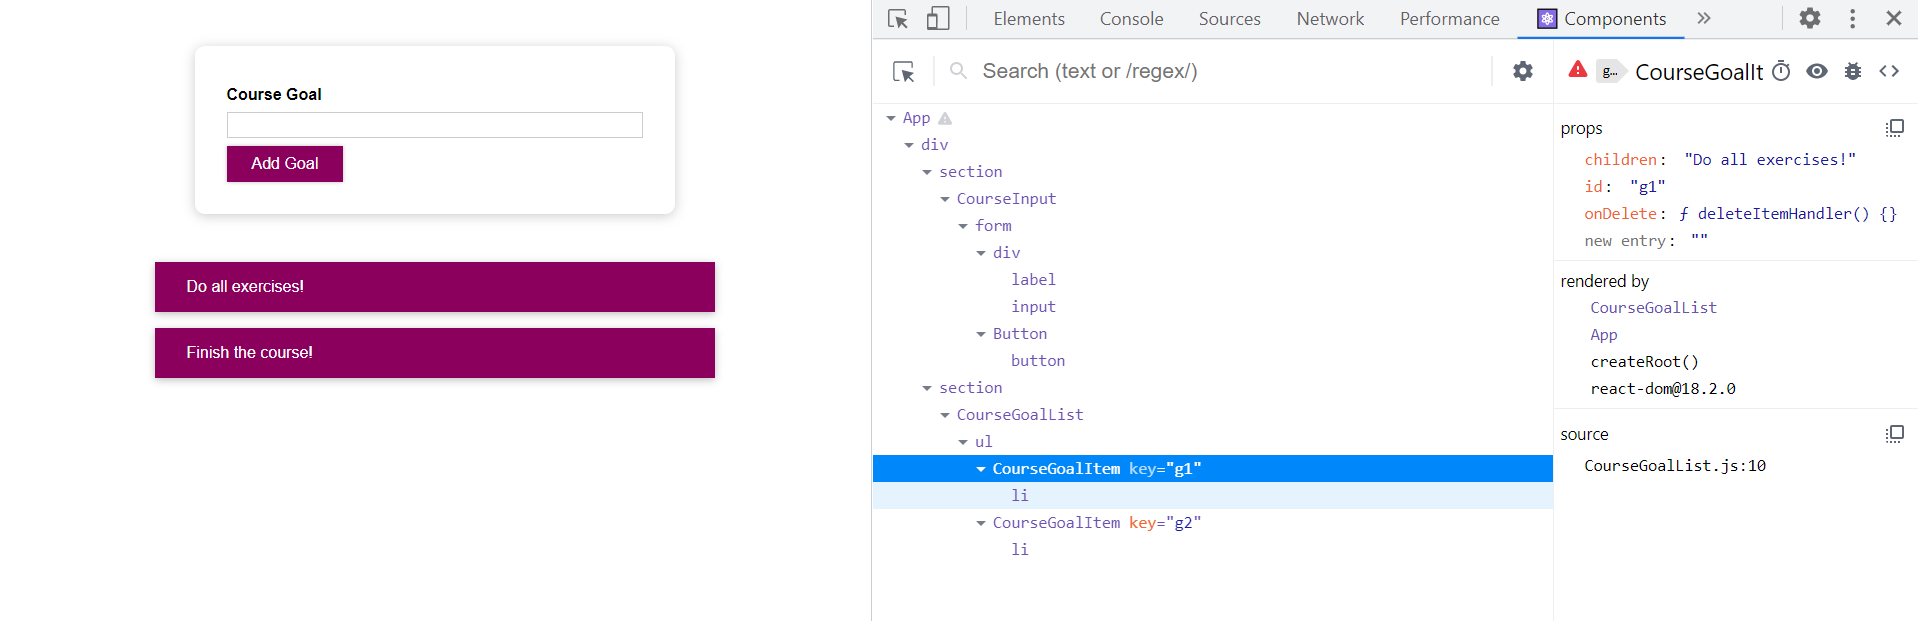 Course Goal
Add Goal
Do all exercises!
Finish the course!
Elements Console Sources Network Performance Components
Search (text or /regex/)
App
div
section
CourseInput
form
div
label
input
Button
button
section
CourseGoalList
ul
CourseGoalItem key="g1"
li
CourseGoalItem key="g2"
li
g... CourseGoalIt
props
children: "Do all exercises!"
id: "g1"
onDelete: ƒ deleteItemHandler() {}
new entry: ""
rendered by
CourseGoalList
App
createRoot()
react-dom@18.2.0
source
CourseGoalList.js:10